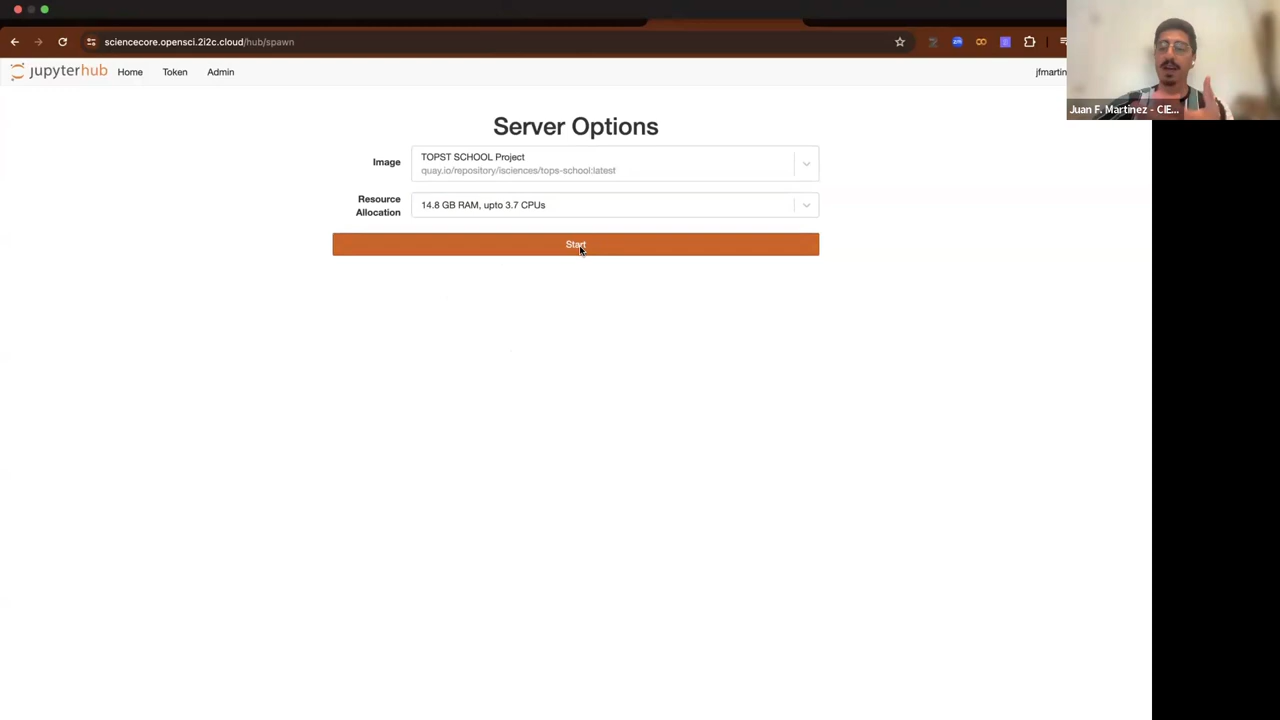 sciencecore.opensci.2i2c.cloud/hub/spawn
jupyterhub Home Token Admin
jfmartin
Juan F. Martinez - CIE...
Server Options
Image
TOPST SCHOOL Project
quay.io/repository/isciences/tops-school:latest
Resource
Allocation
14.8 GB RAM, upto 3.7 CPUs
Start